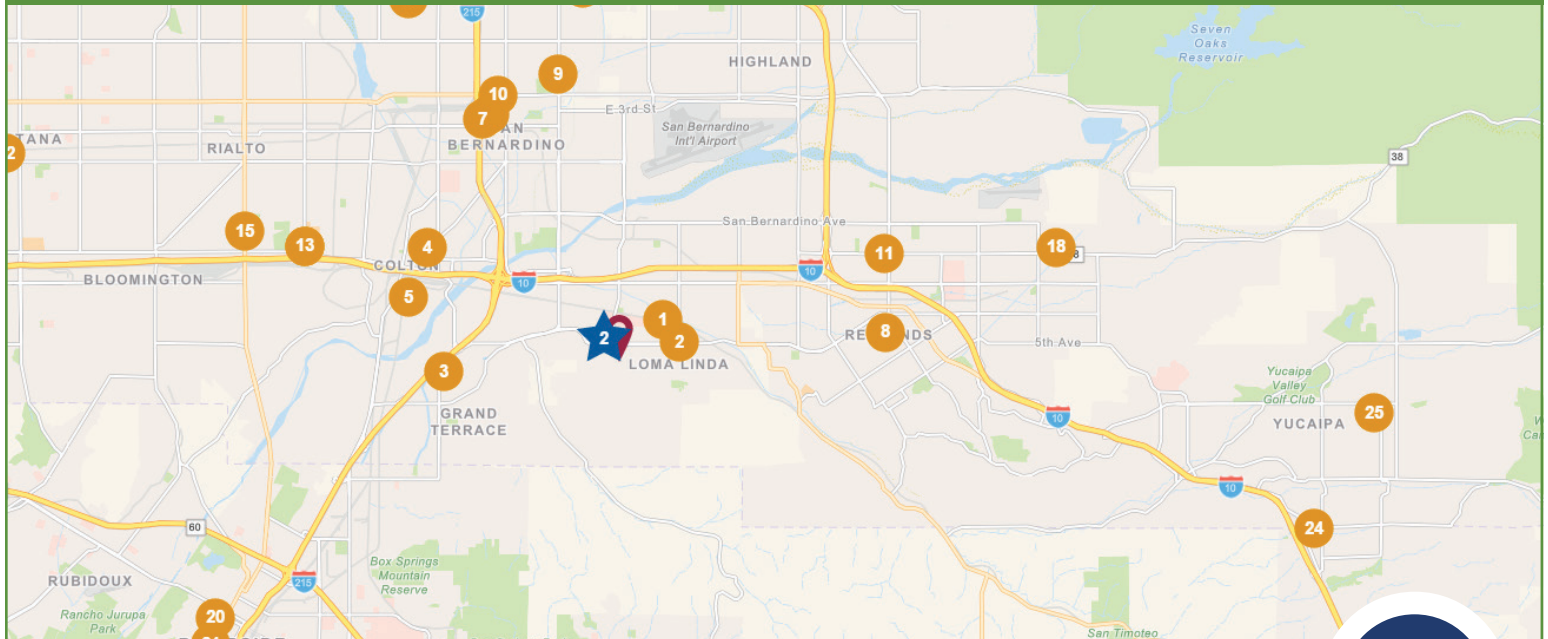 215
Seven
Oaks
Reservoir
HIGHLAND
9
10
E 3rd St
7
San Bernardino
Int'l Airport
BERNARDINO
RIALTO
2
38
San Bernardino Ave
15
13
4
COLTON
11
18
BLOOMINGTON
10
10
5
1
2
2
8
5th Ave
LOMA LINDA
3
Yucaipa
Valley
Golf Club
GRAND
TERRACE
10
25
YUCAIPA
10
60
24
Box Springs
Mountain
Reserve
RUBIDOUX
215
Rancho Jurupa
Park
20
San Timoteo